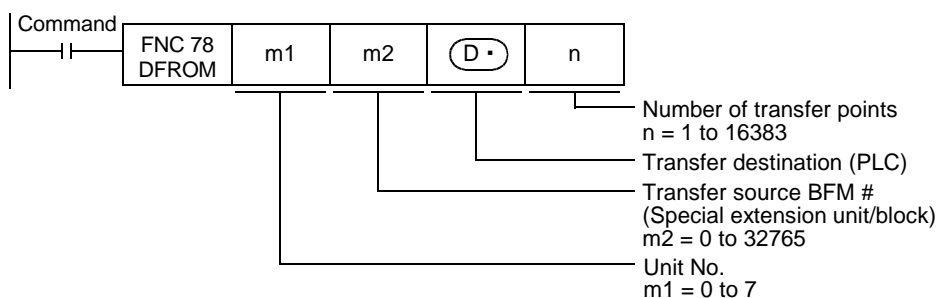 Command
FNC 78
DFROM
m1
m2
D •
n
Number of transfer points
n = 1 to 16383
Transfer destination (PLC)
Transfer source BFM #
(Special extension unit/block)
m2 = 0 to 32765
Unit No.
m1 = 0 to 7